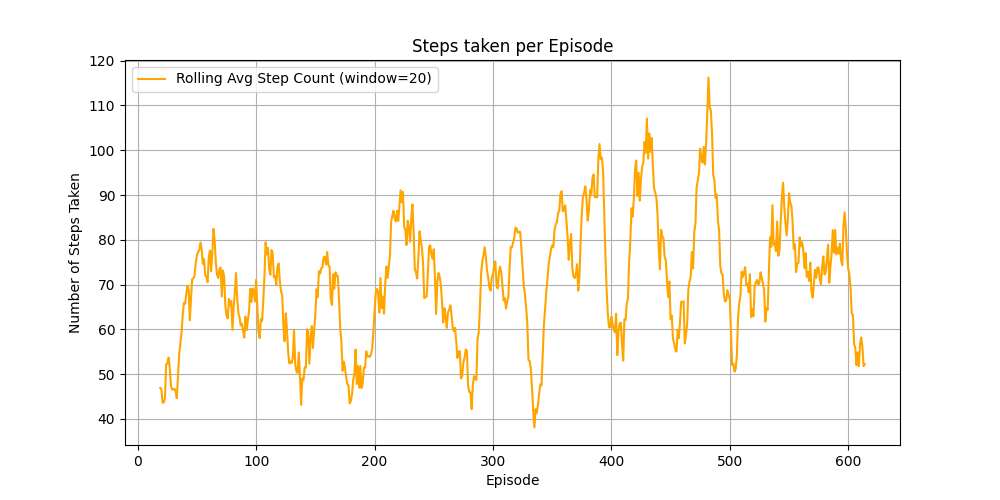 Steps taken per Episode
Rolling Avg Step Count (window=20)
Number of Steps Taken
120
110
100
90
80
70
60
50
40
0 100 200 300 400 500 600
Episode